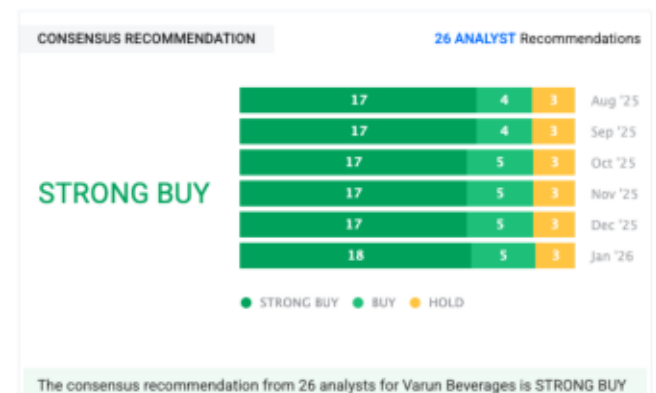 CONSENSUS RECOMMENDATION
26 ANALYST Recommendations
17 4 3 Aug '25
17 4 3 Sep '25
17 5 3 Oct '25
STRONG BUY
17 5 3 Nov '25
17 5 3 Dec '25
18 5 3 Jan '26
STRONG BUY BUY HOLD
The consensus recommendation from 26 analysts for Varun Beverages is STRONG BUY